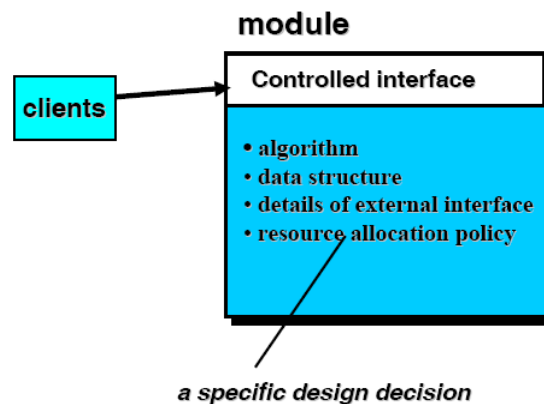 module
Controlled interface
clients
• algorithm
• data structure
• details of external interface
• resource allocation policy
a specific design decision